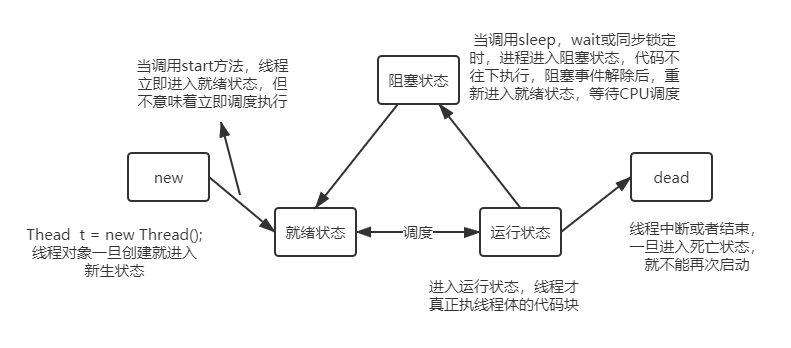 当调用start方法，线程
立即进入就绪状态，但
不意味着立即调度执行
阻塞状态
当调用sleep，wait或同步锁定
时，进程进入阻塞状态，代码不
往下执行，阻塞事件解除后，重
新进入就绪状态，等待CPU调度
new
dead
Thead t = new Thread();
线程对象一旦创建就进入
新生状态
就绪状态
调度
运行状态
线程中断或者结束，
一旦进入死亡状态，
就不能再次启动
进入运行状态，线程才
真正执线程体的代码块